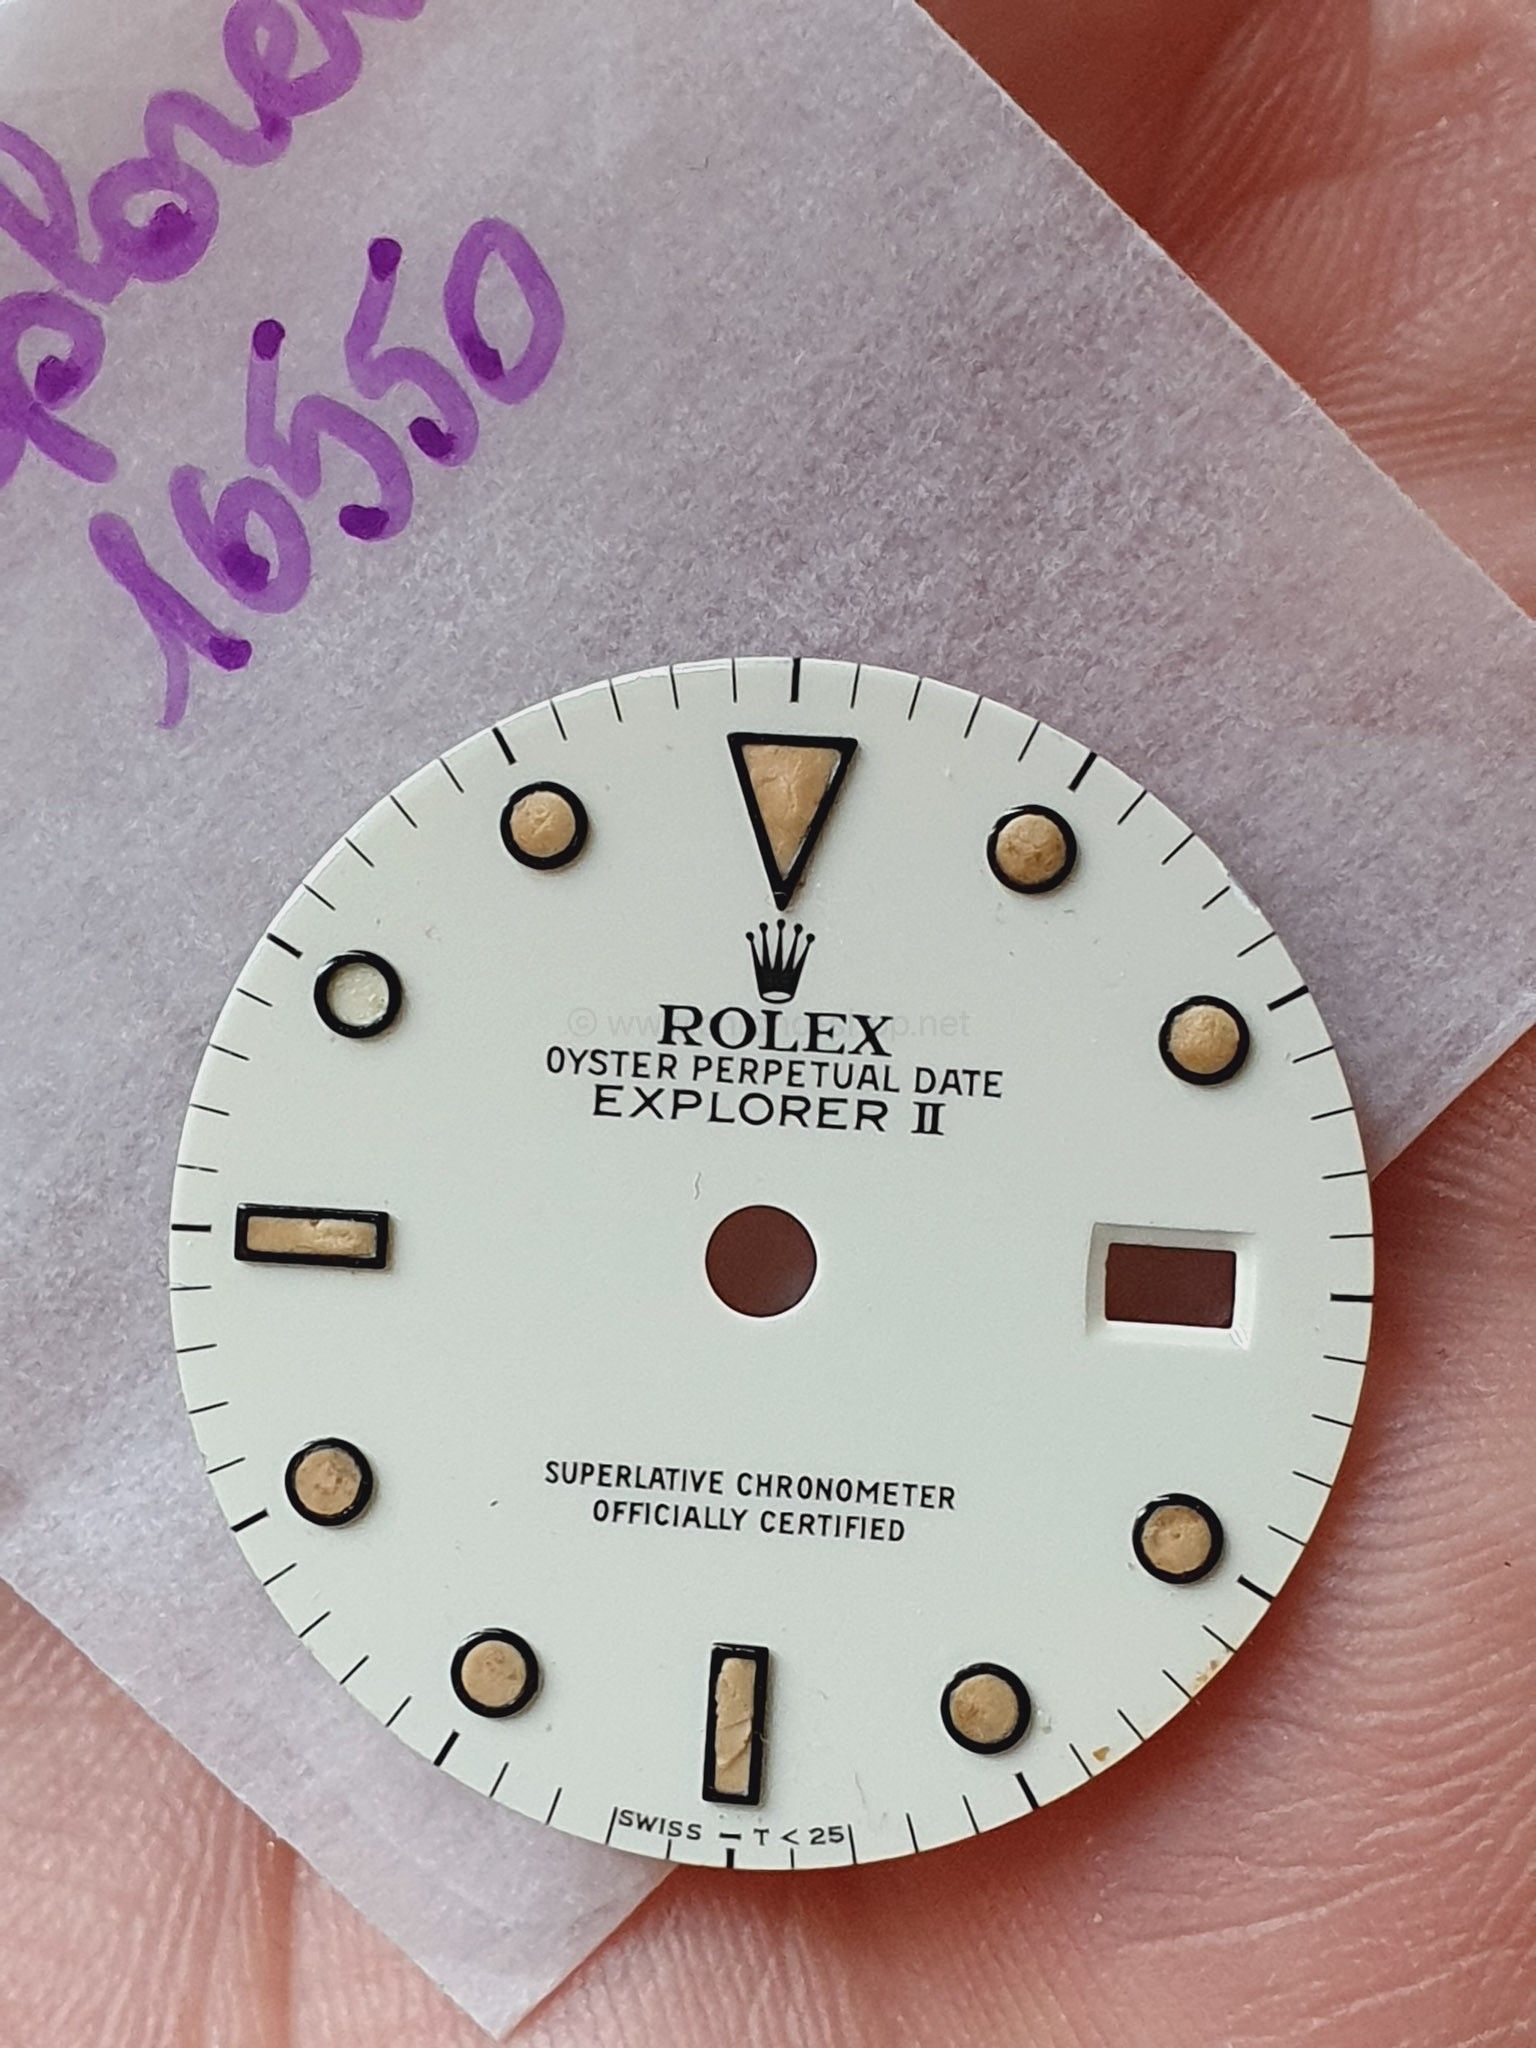 16550
ROLEX
OYSTER PERPETUAL DATE
EXPLORER II
SUPERLATIVE CHRONOMETER
OFFICIALLY CERTIFIED
SWISS – T < 25